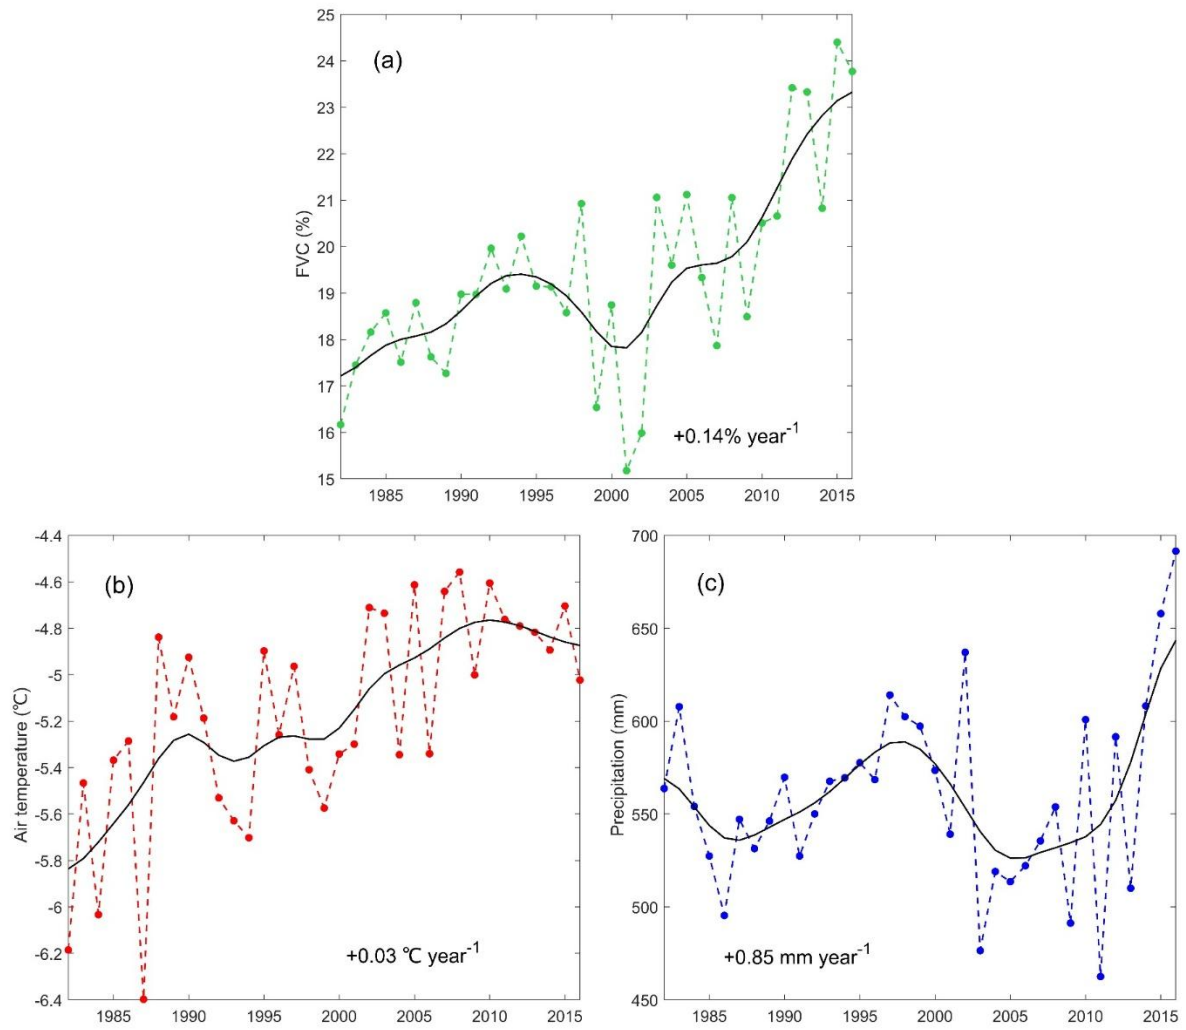 (a)
FVC (%)
25
24
23
22
21
20
19
18
17
16
15
+0.14% year-1
1985 1990 1995 2000 2005 2010 2015
(b)
Air temperature (℃)
-4.4
-4.6
-4.8
-5
-5.2
-5.4
-5.6
-5.8
-6
-6.2
-6.4
+0.03 ℃ year-1
1985 1990 1995 2000 2005 2010 2015
(c)
Precipitation (mm)
700
650
600
550
500
450
+0.85 mm year-1
1985 1990 1995 2000 2005 2010 2015